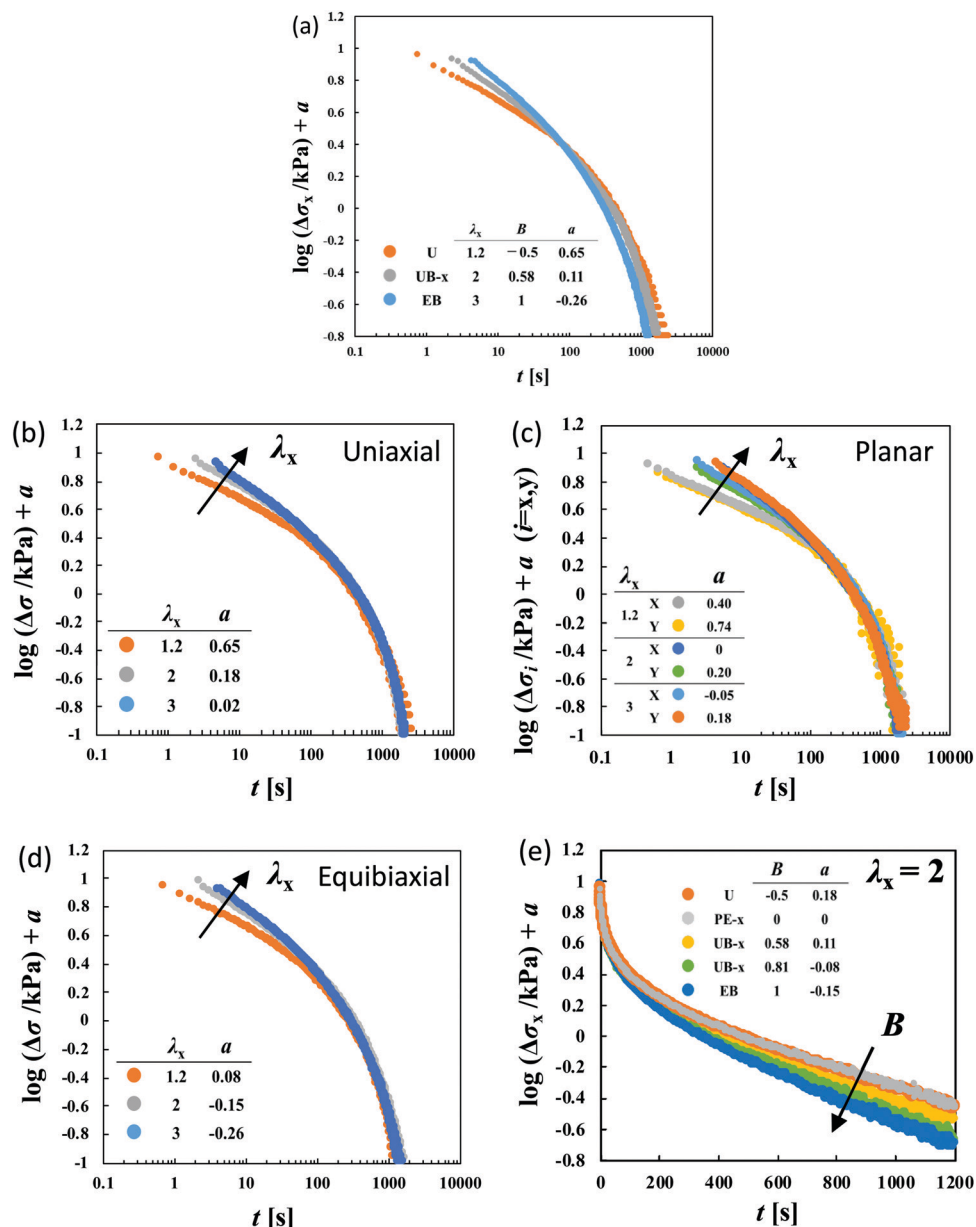 (a)
log (Δσx /kPa) + a
1.2
1
0.8
0.6
0.4
0.2
0
-0.2
-0.4
-0.6
-0.8
λx B a
U 1.2 −0.5 0.65
UB-x 2 0.58 0.11
EB 3 1 -0.26
0.1 1 10 100 1000 10000
t [s]
(b)
log (Δσ /kPa) + a
1.2
1
0.8
0.6
0.4
0.2
0
-0.2
-0.4
-0.6
-0.8
-1
λx
Uniaxial
λx a
1.2 0.65
2 0.18
3 0.02
0.1 1 10 100 1000 10000
t [s]
(c)
log (Δσi /kPa) + a (i=x,y)
1.2
1
0.8
0.6
0.4
0.2
0
-0.2
-0.4
-0.6
-0.8
-1
λx
Planar
λx a
1.2 X 0.40
Y 0.74
2 X 0
Y 0.20
3 X -0.05
Y 0.18
0.1 1 10 100 1000 10000
t [s]
(d)
log (Δσ /kPa) + a
1.2
1
0.8
0.6
0.4
0.2
0
-0.2
-0.4
-0.6
-0.8
-1
λx
Equibiaxial
λx a
1.2 0.08
2 -0.15
3 -0.26
0.1 1 10 100 1000 10000
t [s]
(e)
log (Δσx /kPa) + a
1.2
1
0.8
0.6
0.4
0.2
0
-0.2
-0.4
-0.6
-0.8
λx = 2
B a
U -0.5 0.18
PE-x 0 0
UB-x 0.58 0.11
UB-x 0.81 -0.08
EB 1 -0.15
B
0 200 400 600 800 1000 1200
t [s]